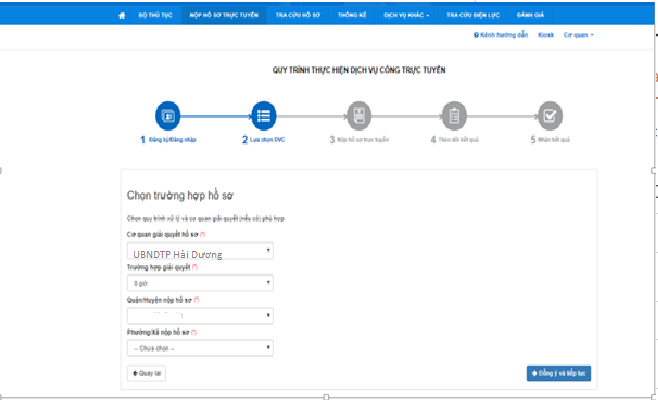 BỘ THỦ TỤC NỘP HỒ SƠ TRỰC TUYẾN TRA CỨU HỒ SƠ THỐNG KÊ DỊCH VỤ KHÁC TRA CỨU ĐIỆN LỰC ĐÁNH GIÁ
Kênh hướng dẫn Kiosk Cơ quan
QUY TRÌNH THỰC HIỆN DỊCH VỤ CÔNG TRỰC TUYẾN
1 Đăng ký/Đăng nhập 2 Lựa chọn DVC 3 Nộp hồ sơ trực tuyến 4 Theo dõi kết quả 5 Nhận kết quả
Chọn trường hợp hồ sơ
Chọn quy trình xử lý và cơ quan giải quyết (nếu có) phù hợp
Cơ quan giải quyết hồ sơ (*)
UBNDTP Hải Dương
Trường hợp giải quyết (*)
8 giờ
Quận/Huyện nộp hồ sơ (*)
Phường/Xã nộp hồ sơ (*)
-- Chưa chọn --
Quay lại Đồng ý và tiếp tục